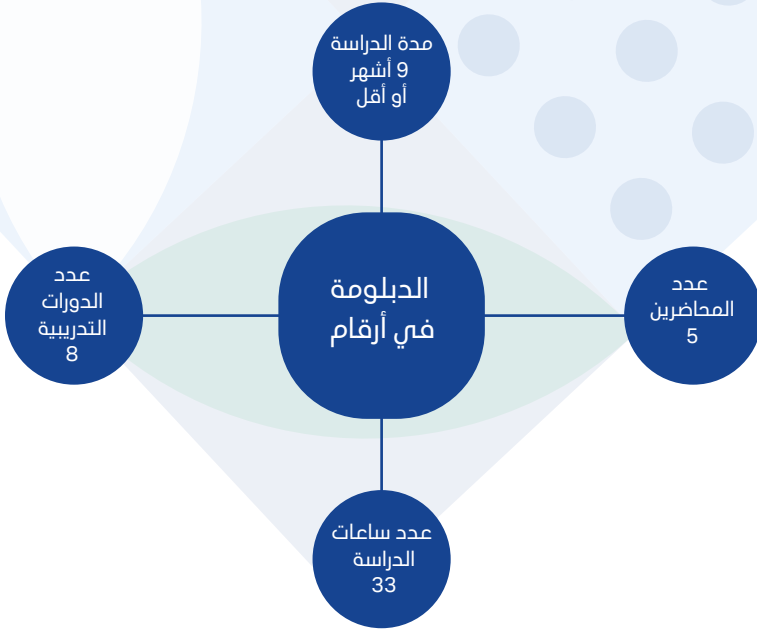 مدة الدراسة
9 أشهر
أو أقل
عدد
المحاضرين
5
الدبلومة
في أرقام
عدد
الدورات
التدريبية
8
عدد ساعات
الدراسة
33